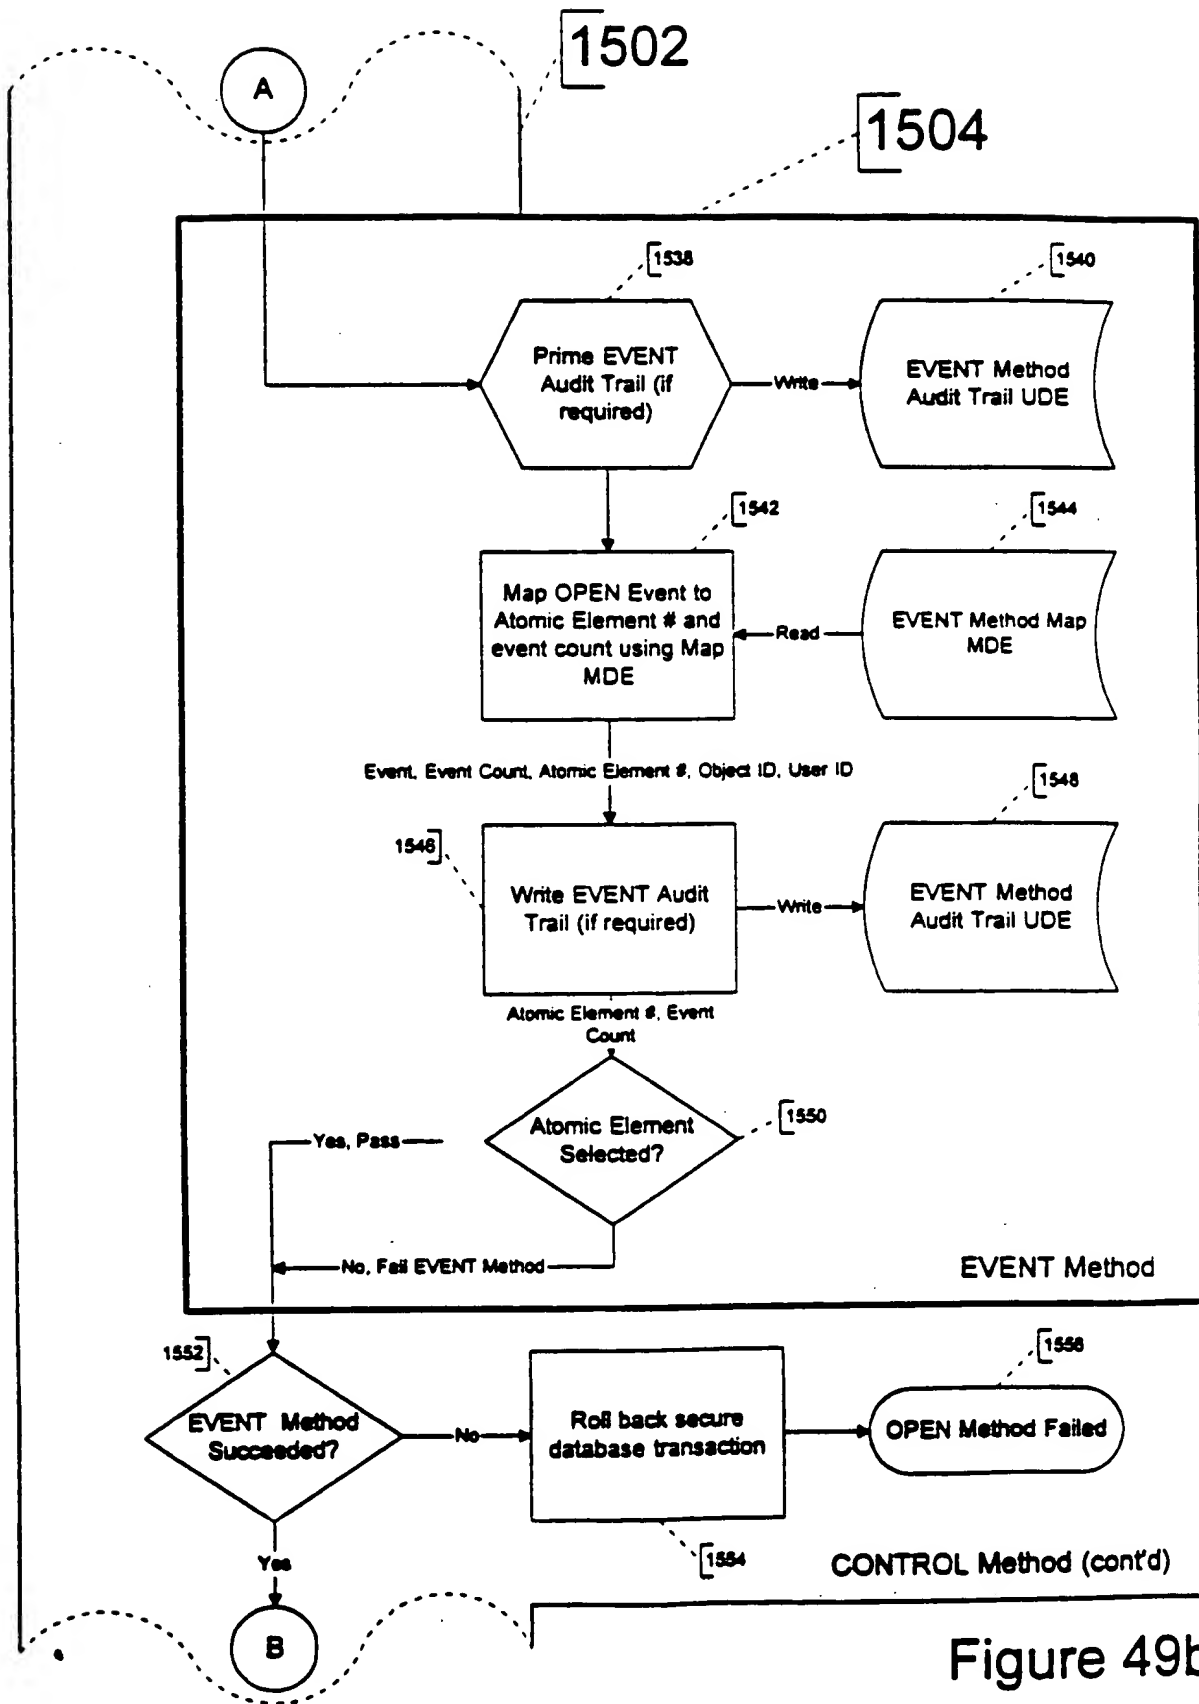 1502
A
1504
1538
1540
Prime EVENT
Audit Trail (if
required)
Write
EVENT Method
Audit Trail UDE
1542
1544
Map OPEN Event to
Atomic Element # and
event count using Map
MDE
Read
EVENT Method Map
MDE
Event, Event Count, Atomic Element #, Object ID, User ID
1548
1546
Write EVENT Audit
Trail (if required)
Write
EVENT Method
Audit Trail UDE
Atomic Element #, Event
Count
1550
Atomic Element
Selected?
Yes, Pass
No, Fail EVENT Method
EVENT Method
1552
1556
EVENT Method
Succeeded?
No
Roll back secure
database transaction
OPEN Method Failed
Yes
1554
CONTROL Method (cont'd)
B
Figure 49b